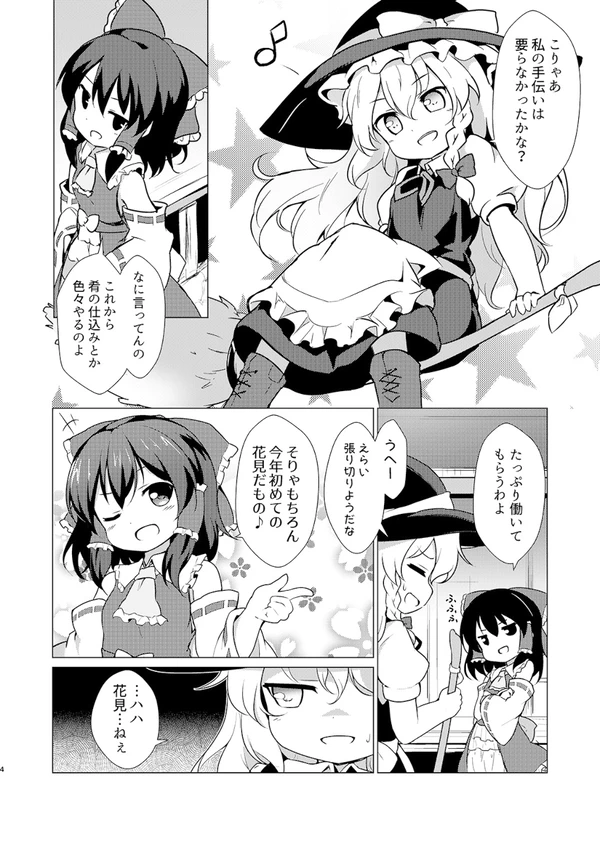 こりゃあ
私の手伝いは
要らなかったかな？
なに言ってんの
これから
肴の仕込みとか
色々やるのよ
たっぷり働いて
もらうわよ
うへー
えらい
張り切りようだな
ふふふ
そりゃもちろん
今年初めての
花見だもの♪
…ハハ
花見…ねぇ
4